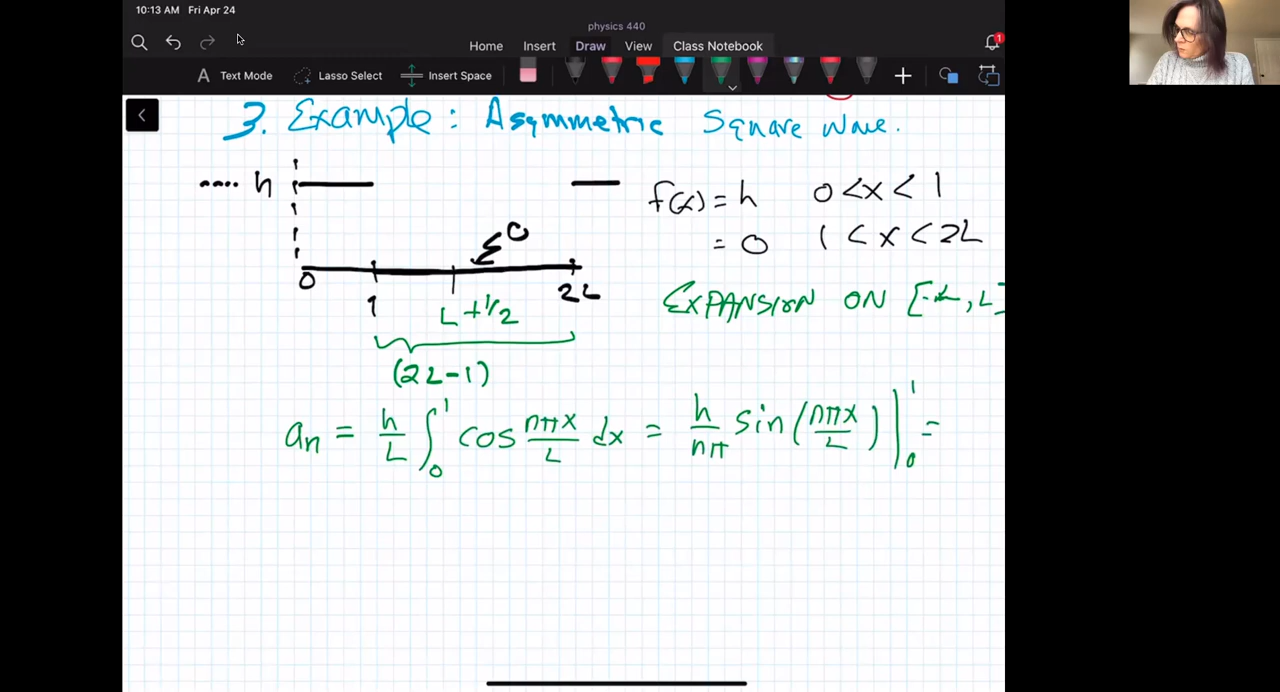 10:13 AM Fri Apr 24
physics 440
Home Insert Draw View Class Notebook
1
A Text Mode Lasso Select Insert Space
3. Example: Asymmetric Square Wave.
.... h
f(x) = h 0 < x < 1
= 0 1 < x < 2L
0
0 1 L + 1/2 2L
EXPANSION ON [-L, L]
(2L-1)
an = h/L ∫₀¹ cos nπx/L dx = h/nπ sin (nπx/L) |₀¹ =